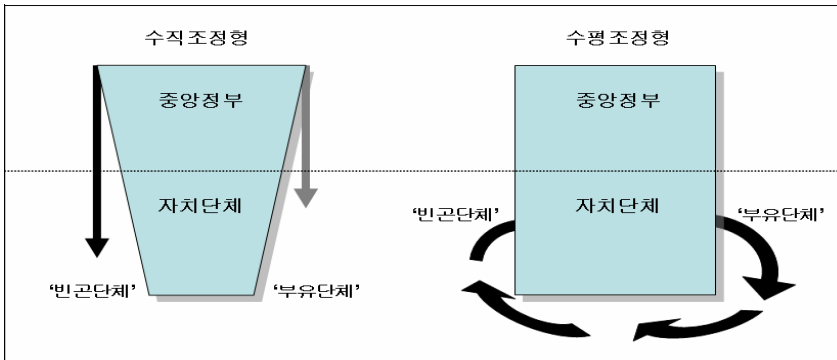 수직조정형
중앙정부
자치단체
‘빈곤단체’
‘부유단체’
수평조정형
중앙정부
자치단체
‘빈곤단체’
‘부유단체’